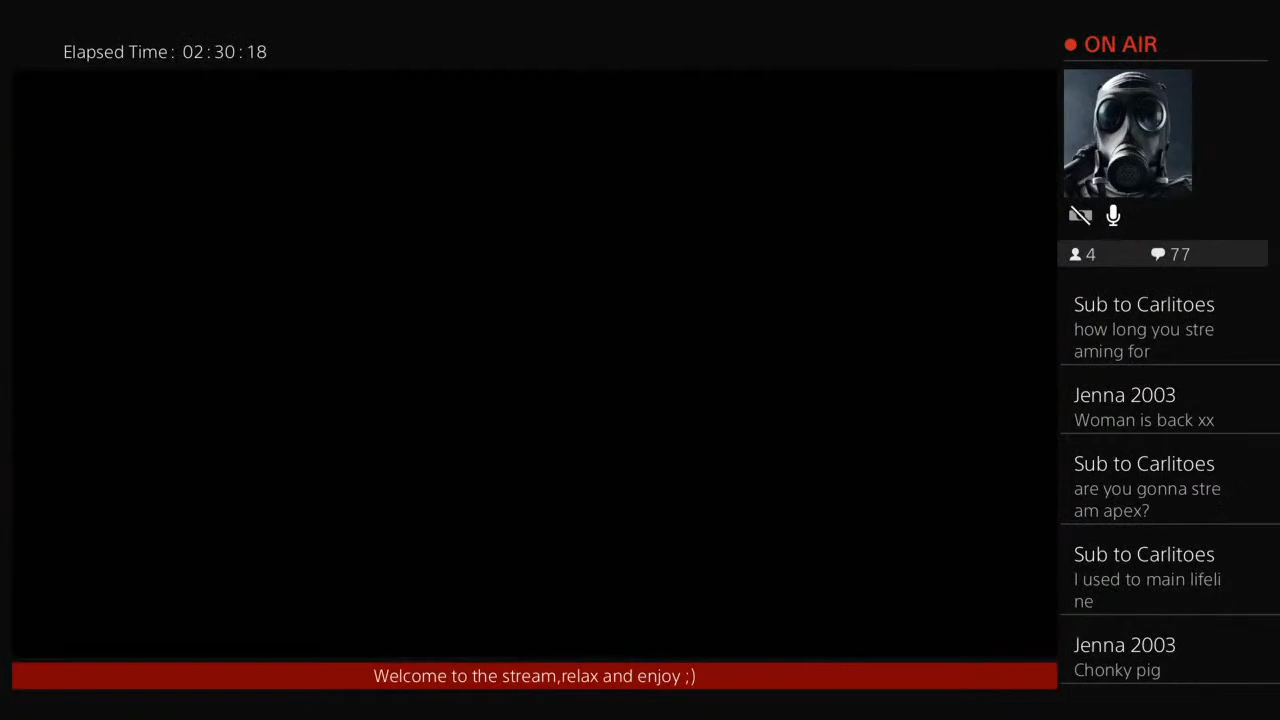 Elapsed Time: 02:30:18
ON AIR
4 77
Sub to Carlitoes
how long you stre
aming for
Jenna 2003
Woman is back xx
Sub to Carlitoes
are you gonna stre
am apex?
Sub to Carlitoes
I used to main lifeli
ne
Jenna 2003
Chonky pig
Welcome to the stream,relax and enjoy ;)